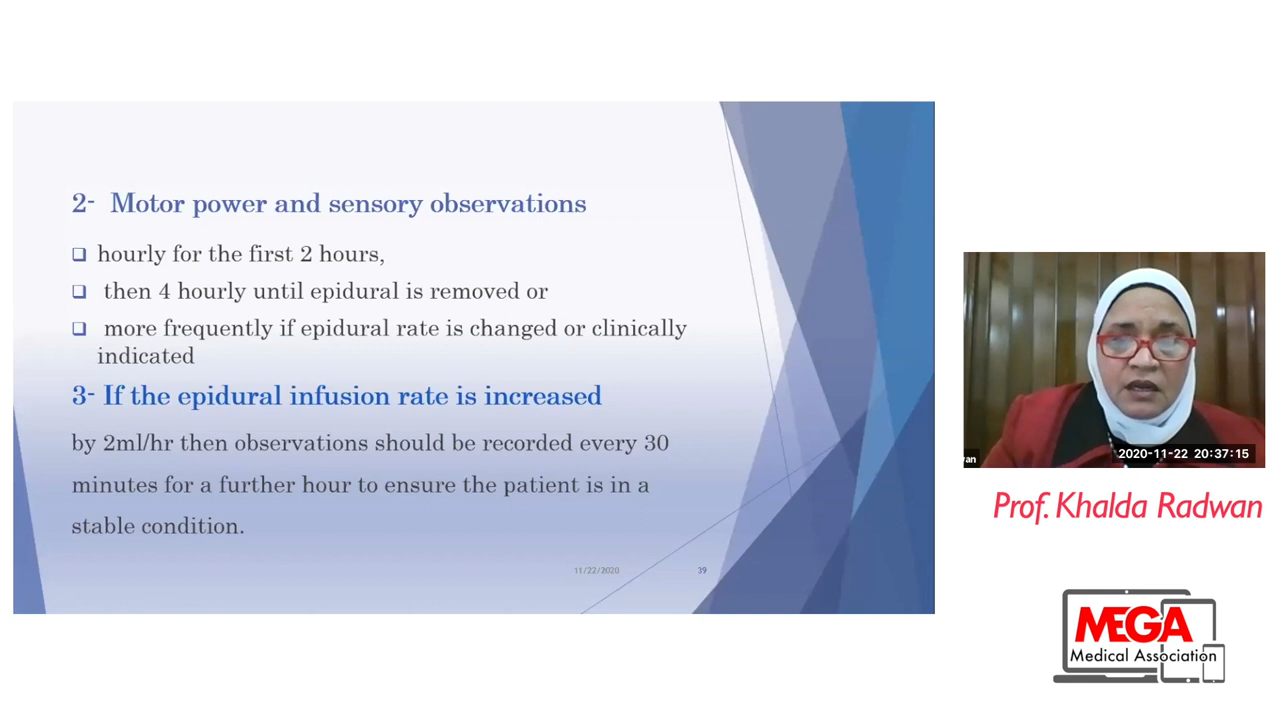 2- Motor power and sensory observations
hourly for the first 2 hours,
then 4 hourly until epidural is removed or
more frequently if epidural rate is changed or clinically
indicated
3- If the epidural infusion rate is increased
by 2ml/hr then observations should be recorded every 30
minutes for a further hour to ensure the patient is in a
stable condition.
11/22/2020
39
2020-11-22 20:37:15
Prof. Khalda Radwan
MEGA
Medical Association